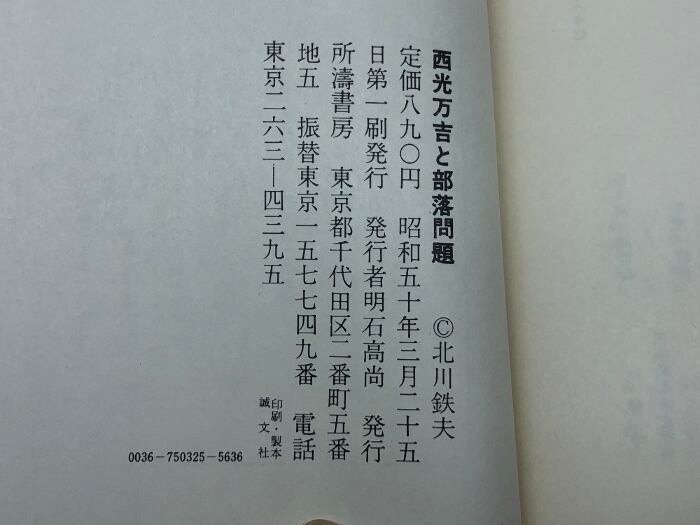 西光万吉と部落問題　©北川鉄夫
定価八九〇円　昭和五十年三月二十五
日第一刷発行　発行者明石高尚　発行
所濤書房　東京都千代田区二番町五番
地五　振替東京一五七七四九番　電話
東京二六三―四三九五
印刷・製本
誠文社
0036-750325-5636